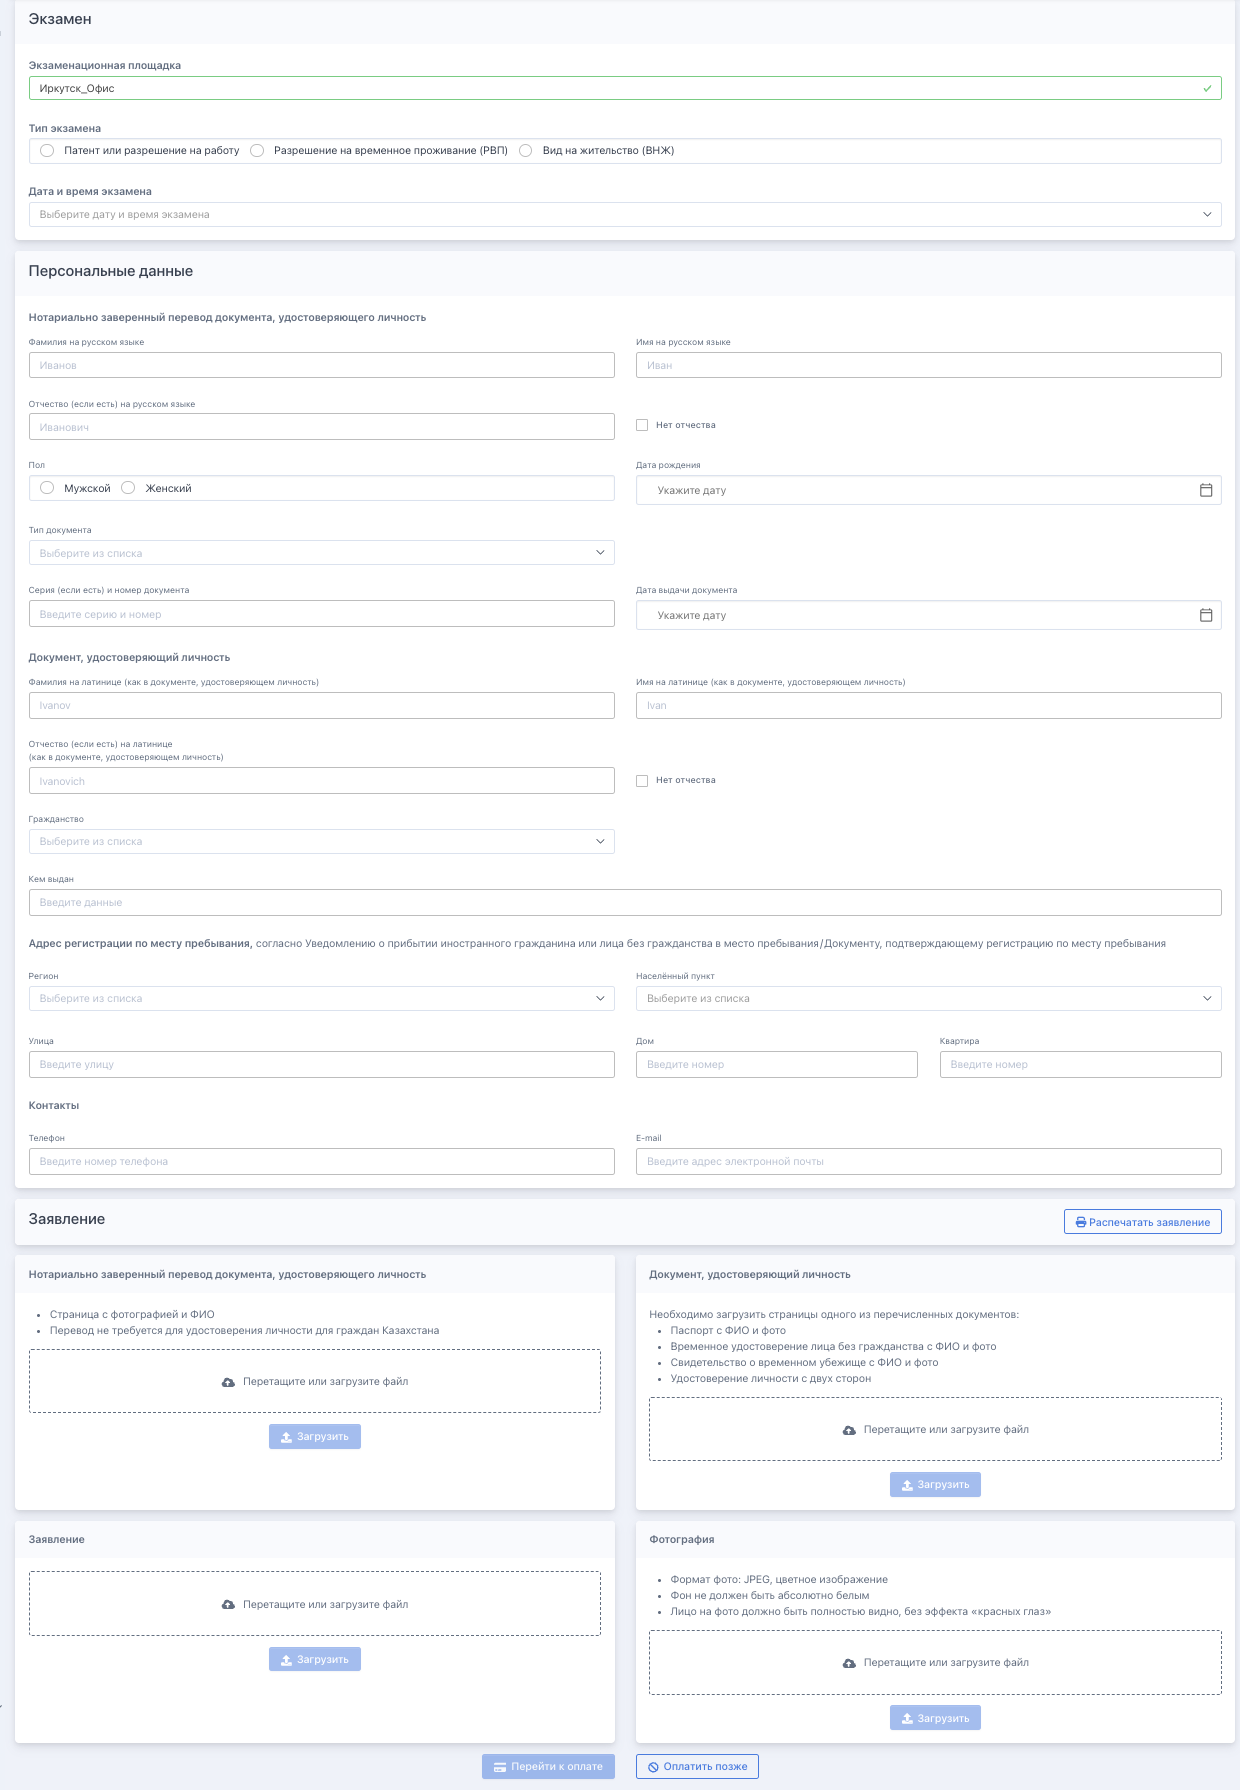 Экзамен
Экзаменационная площадка
Иркутск_Офис
Тип экзамена
Патент или разрешение на работу Разрешение на временное проживание (РВП) Вид на жительство (ВНЖ)
Дата и время экзамена
Выберите дату и время экзамена
Персональные данные
Нотариально заверенный перевод документа, удостоверяющего личность
Фамилия на русском языке Имя на русском языке
Иванов Иван
Отчество (если есть) на русском языке
Иванович Нет отчества
Пол Дата рождения
Мужской Женский Укажите дату
Тип документа
Выберите из списка
Серия (если есть) и номер документа Дата выдачи документа
Введите серию и номер Укажите дату
Документ, удостоверяющий личность
Фамилия на латинице (как в документе, удостоверяющем личность) Имя на латинице (как в документе, удостоверяющем личность)
Ivanov Ivan
Отчество (если есть) на латинице
(как в документе, удостоверяющем личность)
Ivanovich Нет отчества
Гражданство
Выберите из списка
Кем выдан
Введите данные
Адрес регистрации по месту пребывания, согласно Уведомлению о прибытии иностранного гражданина или лица без гражданства в место пребывания/Документу, подтверждающему регистрацию по месту пребывания
Регион Населённый пункт
Выберите из списка Выберите из списка
Улица Дом Квартира
Введите улицу Введите номер Введите номер
Контакты
Телефон E-mail
Введите номер телефона Введите адрес электронной почты
Заявление Распечатать заявление
Нотариально заверенный перевод документа, удостоверяющего личность
• Страница с фотографией и ФИО
• Перевод не требуется для удостоверения личности для граждан Казахстана
Перетащите или загрузите файл
Загрузить
Документ, удостоверяющий личность
Необходимо загрузить страницы одного из перечисленных документов:
• Паспорт с ФИО и фото
• Временное удостоверение лица без гражданства с ФИО и фото
• Свидетельство о временном убежище с ФИО и фото
• Удостоверение личности с двух сторон
Перетащите или загрузите файл
Загрузить
Заявление
Перетащите или загрузите файл
Загрузить
Фотография
• Формат фото: JPEG, цветное изображение
• Фон не должен быть абсолютно белым
• Лицо на фото должно быть полностью видно, без эффекта «красных глаз»
Перетащите или загрузите файл
Загрузить
Перейти к оплате Оплатить позже